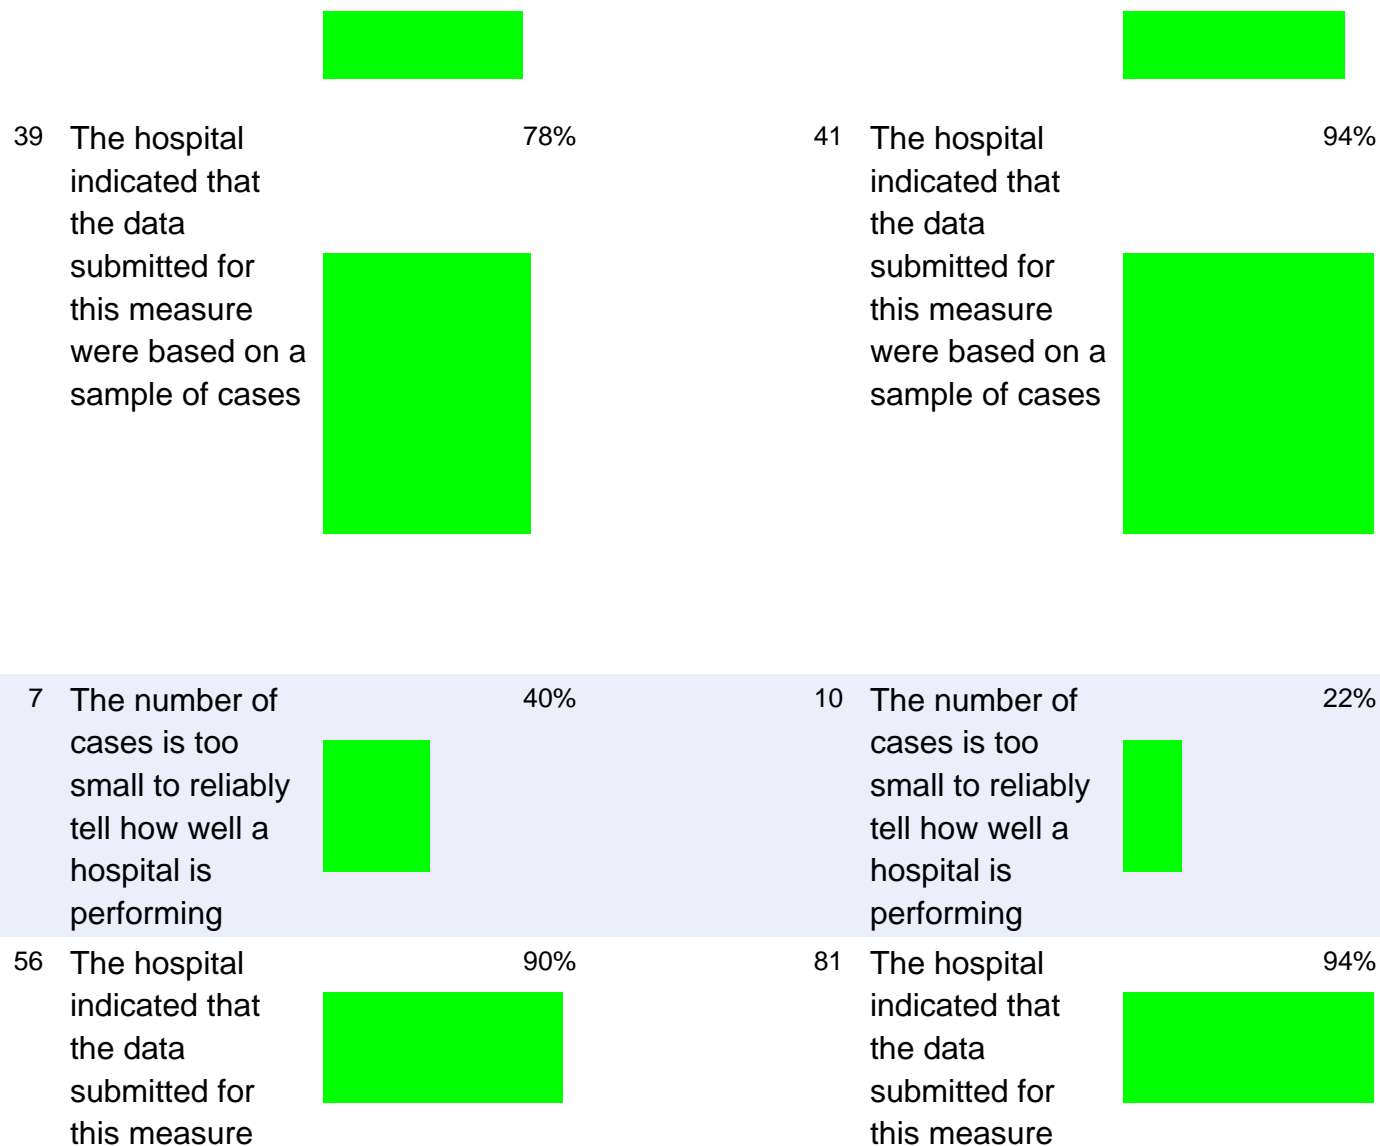 39 The hospital 78% 41 The hospital 94%
indicated that indicated that
the data the data
submitted for submitted for
this measure this measure
were based on a were based on a
sample of cases sample of cases
7 The number of 40% 10 The number of 22%
cases is too cases is too
small to reliably small to reliably
tell how well a tell how well a
hospital is hospital is
performing performing
56 The hospital 90% 81 The hospital 94%
indicated that indicated that
the data the data
submitted for submitted for
this measure this measure